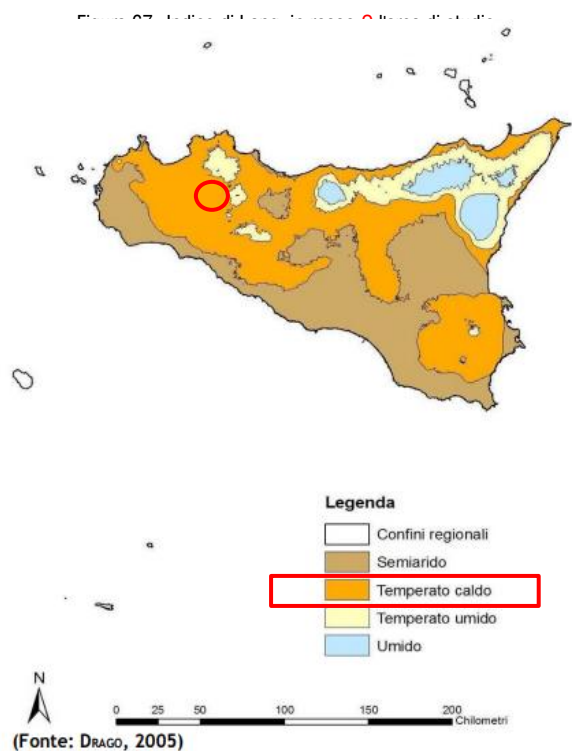 Legenda
Confini regionali
Semiarido
Temperato caldo
Temperato umido
Umido
N
0 25 50 100 150 200
Chilometri
(Fonte: DRAGO, 2005)